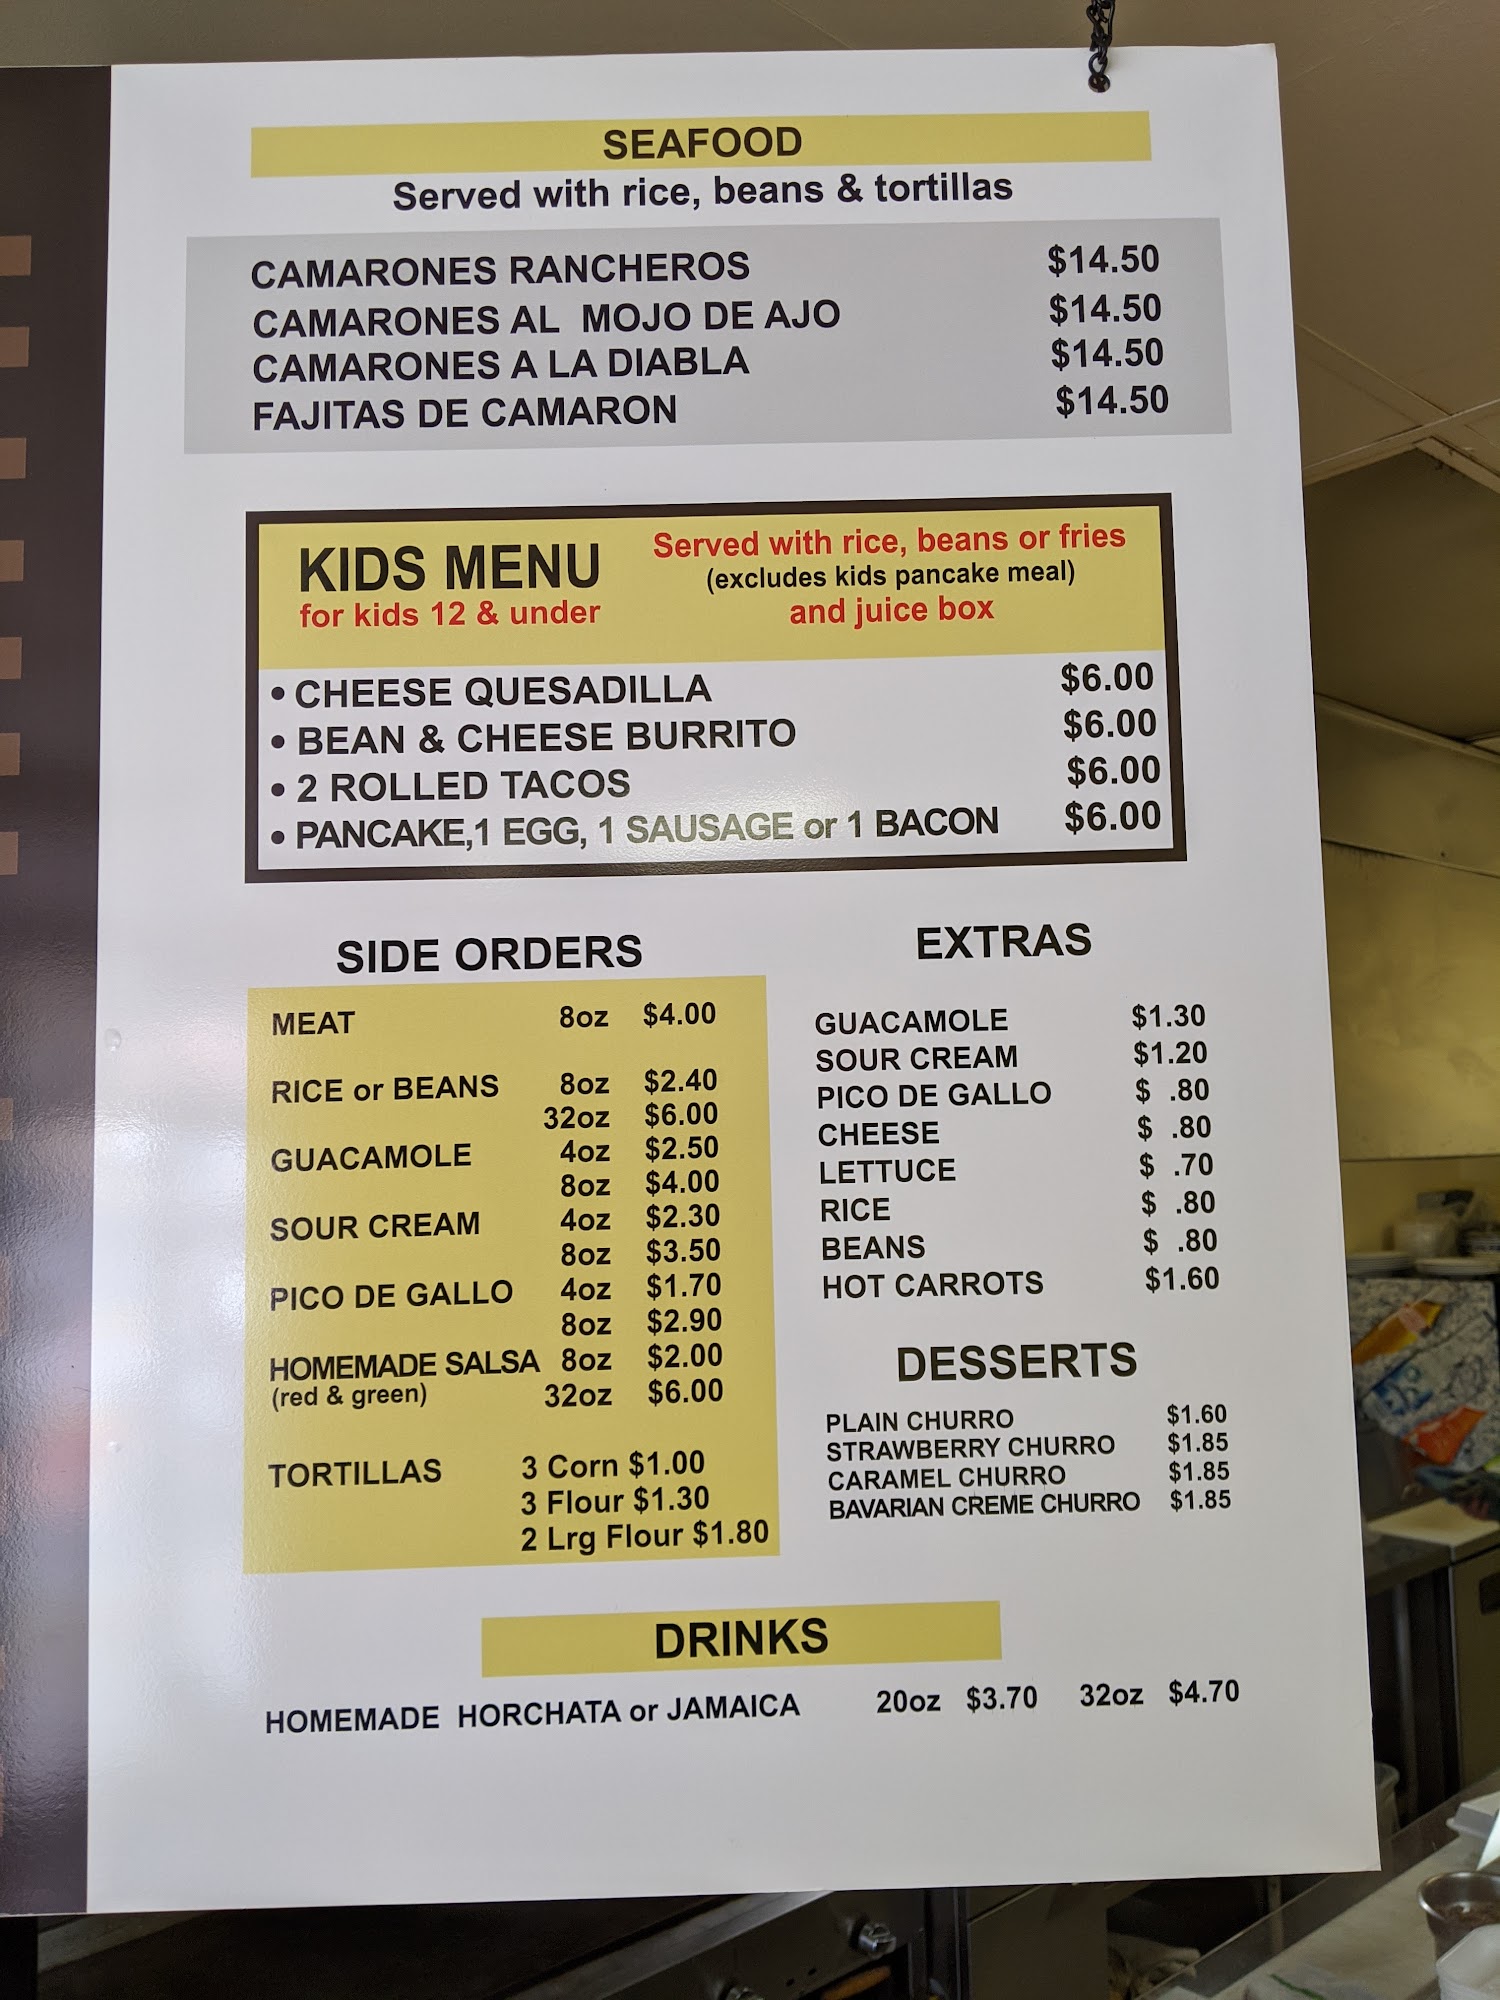 SEAFOOD
Served with rice, beans & tortillas
CAMARONES RANCHEROS $14.50
CAMARONES AL MOJO DE AJO $14.50
CAMARONES A LA DIABLA $14.50
FAJITAS DE CAMARON $14.50
KIDS MENU
for kids 12 & under
Served with rice, beans or fries
(excludes kids pancake meal)
and juice box
• CHEESE QUESADILLA $6.00
• BEAN & CHEESE BURRITO $6.00
• 2 ROLLED TACOS $6.00
• PANCAKE,1 EGG, 1 SAUSAGE or 1 BACON $6.00
SIDE ORDERS
MEAT 8oz $4.00
RICE or BEANS 8oz $2.40
32oz $6.00
GUACAMOLE 4oz $2.50
8oz $4.00
SOUR CREAM 4oz $2.30
8oz $3.50
PICO DE GALLO 4oz $1.70
8oz $2.90
HOMEMADE SALSA 8oz $2.00
(red & green) 32oz $6.00
TORTILLAS 3 Corn $1.00
3 Flour $1.30
2 Lrg Flour $1.80
EXTRAS
GUACAMOLE $1.30
SOUR CREAM $1.20
PICO DE GALLO $ .80
CHEESE $ .80
LETTUCE $ .70
RICE $ .80
BEANS $ .80
HOT CARROTS $1.60
DESSERTS
PLAIN CHURRO $1.60
STRAWBERRY CHURRO $1.85
CARAMEL CHURRO $1.85
BAVARIAN CREME CHURRO $1.85
DRINKS
HOMEMADE HORCHATA or JAMAICA 20oz $3.70 32oz $4.70